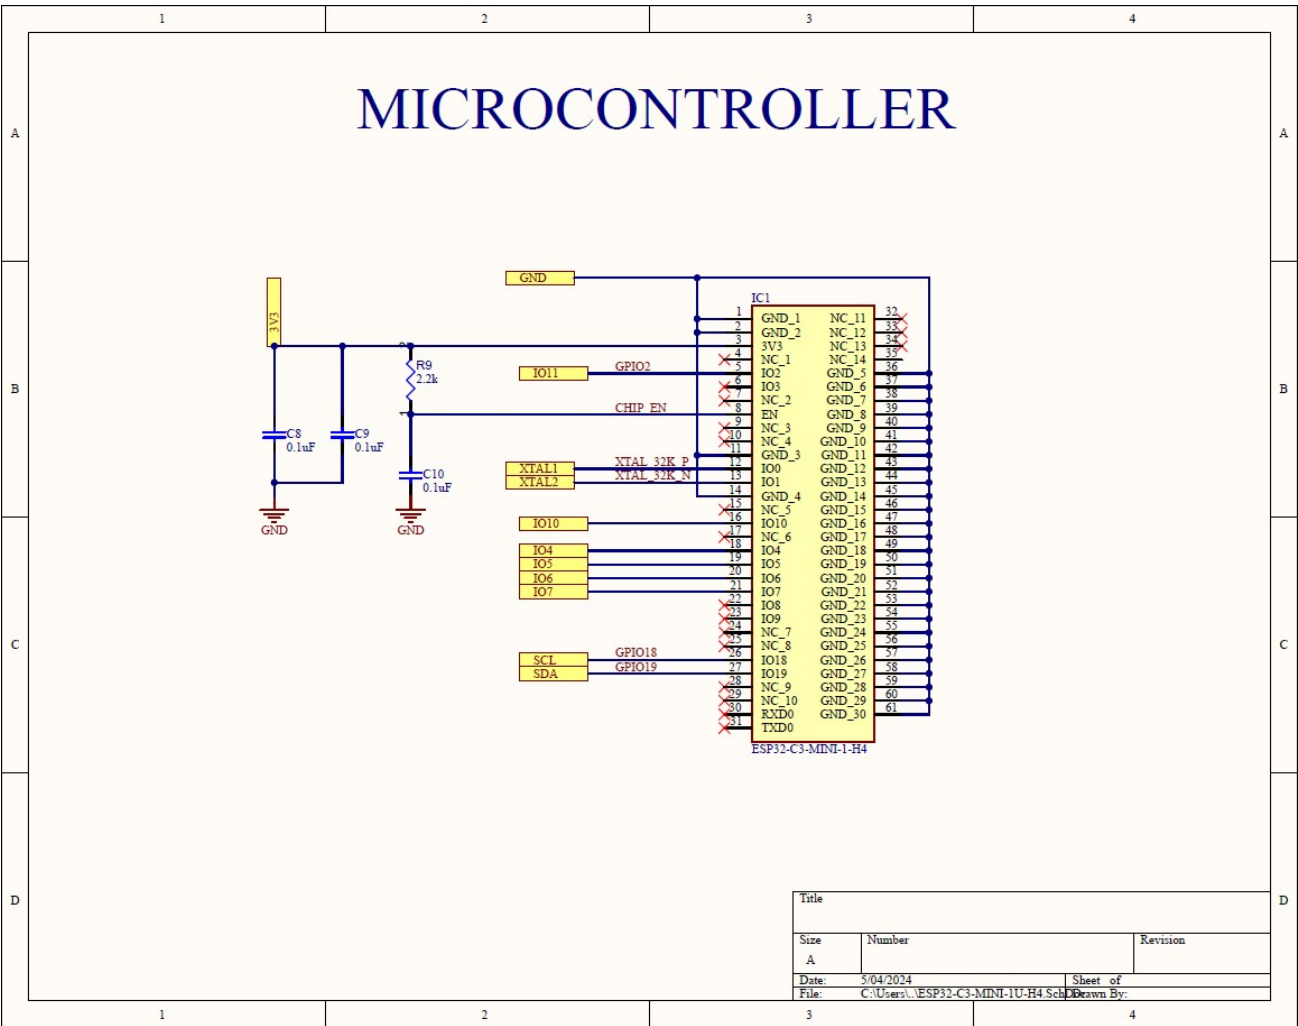 1 2 3 4
A A
MICROCONTROLLER
B B
C C
D D
3V3
GND
IO11 GPIO2
CHIP_EN
XTAL1 XTAL_32K_P
XTAL2 XTAL_32K_N
IO10
IO4
IO5
IO6
IO7
SCL GPIO18
SDA GPIO19
2
R9
2.2k
1
C8
0.1uF
C9
0.1uF
C10
0.1uF
GND
GND
IC1
1 GND_1 NC_11 32
2 GND_2 NC_12 33
3 3V3 NC_13 34
4 NC_1 NC_14 35
5 IO2 GND_5 36
6 IO3 GND_6 37
7 NC_2 GND_7 38
8 EN GND_8 39
9 NC_3 GND_9 40
10 NC_4 GND_10 41
11 GND_3 GND_11 42
12 IO0 GND_12 43
13 IO1 GND_13 44
14 GND_4 GND_14 45
15 NC_5 GND_15 46
16 IO10 GND_16 47
17 NC_6 GND_17 48
18 IO4 GND_18 49
19 IO5 GND_19 50
20 IO6 GND_20 51
21 IO7 GND_21 52
22 IO8 GND_22 53
23 IO9 GND_23 54
24 NC_7 GND_24 55
25 NC_8 GND_25 56
26 IO18 GND_26 57
27 IO19 GND_27 58
28 NC_9 GND_28 59
29 NC_10 GND_29 60
30 RXD0 GND_30 61
31 TXD0
ESP32-C3-MINI-1-H4
Title
Size Number Revision
A
Date: 5/04/2024 Sheet of
File: C:\Users\..\ESP32-C3-MINI-1U-H4.SchDoc Drawn By:
1 2 3 4